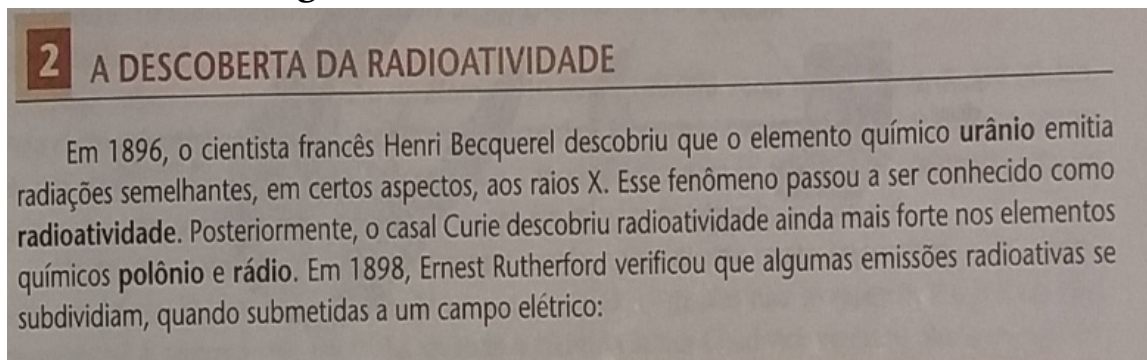 2 A DESCOBERTA DA RADIOATIVIDADE
Em 1896, o cientista francês Henri Becquerel descobriu que o elemento químico urânio emitia
radiações semelhantes, em certos aspectos, aos raios X. Esse fenômeno passou a ser conhecido como
radioatividade. Posteriormente, o casal Curie descobriu radioatividade ainda mais forte nos elementos
químicos polônio e rádio. Em 1898, Ernest Rutherford verificou que algumas emissões radioativas se
subdividiam, quando submetidas a um campo elétrico: